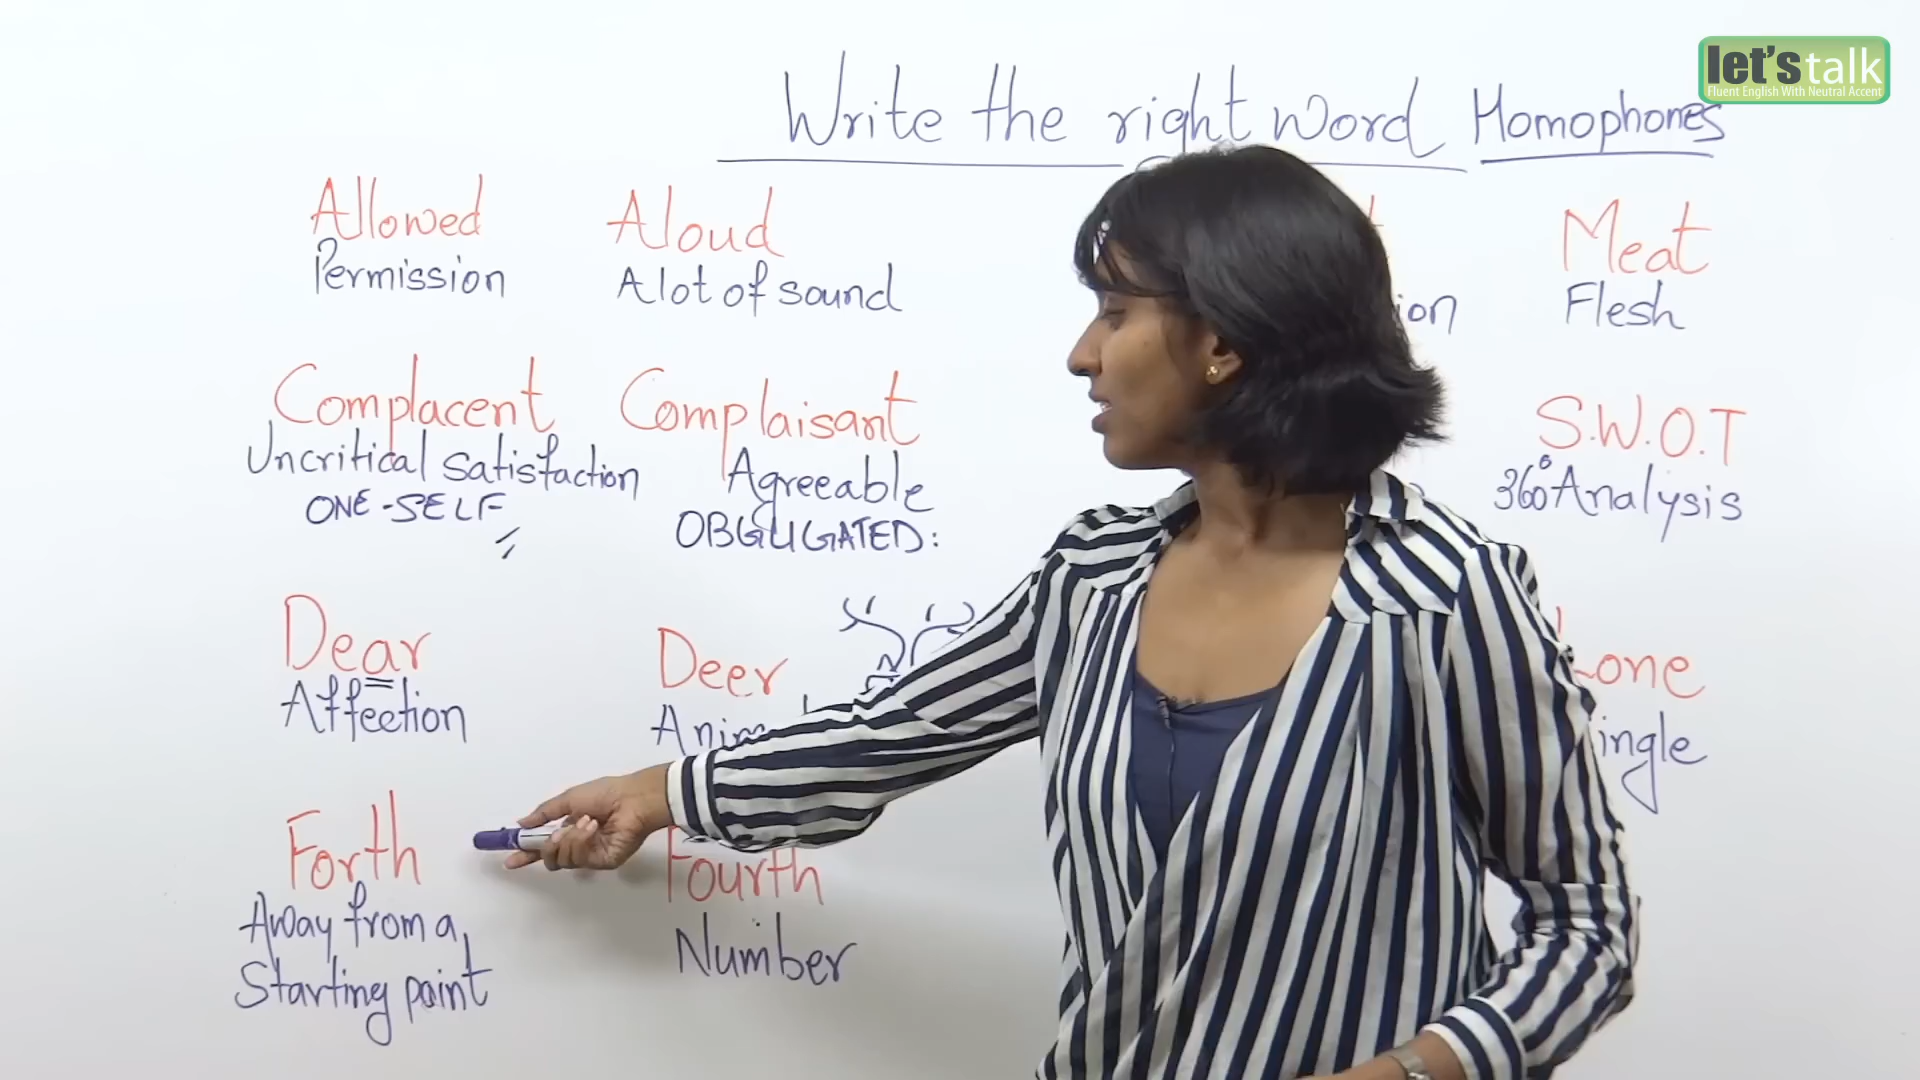 let's talk
Fluent English With Neutral Accent
Write the right word Homophones
Allowed
Permission
Aloud
A lot of sound
Meat
Flesh
Complacent
Uncritical satisfaction
ONE-SELF
Complaisant
Agreeable
OBGLIGATED:
S.W.O.T
360° Analysis
Dear
Affection
Deer
Lone
Forth
Away from a
Starting point
Fourth
Number